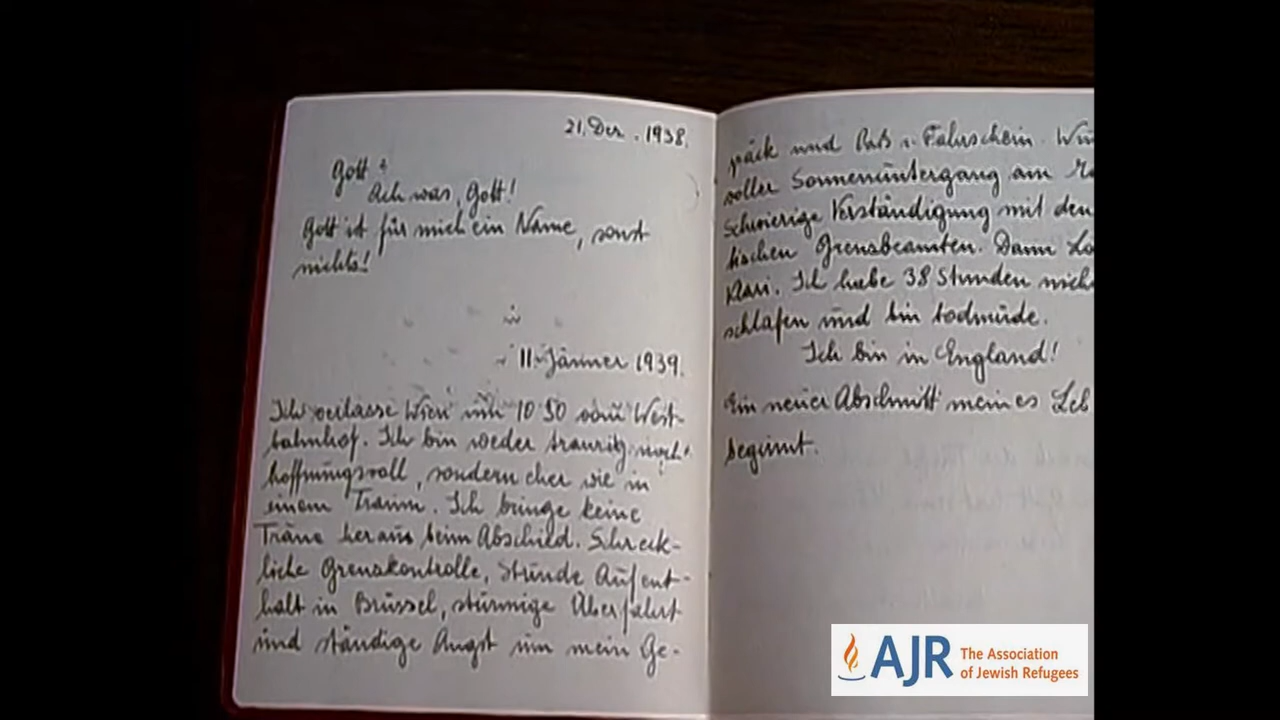 21. Dez. 1938.
Gott?
Ach was, Gott!
Gott ist für mich ein Name, sonst
nichts!
11. Jänner 1939.
Ich verlasse Wien um 10 30 vom West-
bahnhof. Ich bin weder traurig noch
hoffnungsvoll, sondern eher wie in
einem Traum. Ich bringe keine
Träne heraus beim Abschied. Schreck-
liche Grenzkontrolle, Stunde Aufent-
halt in Brüssel, stürmige Überfahrt
und ständige Angst um mein Ge-
päck und Paß u. Fahrschein.
voller Sonnenuntergang am
Schwierige Verständigung mit den
tischen Grenzbeamten. Dann
Klari. Ich habe 38 Stunden
schlafen und bin todmüde.
Ich bin in England!
Ein neuer Abschnitt meines Leb
beginnt.
AJR The Association
of Jewish Refugees